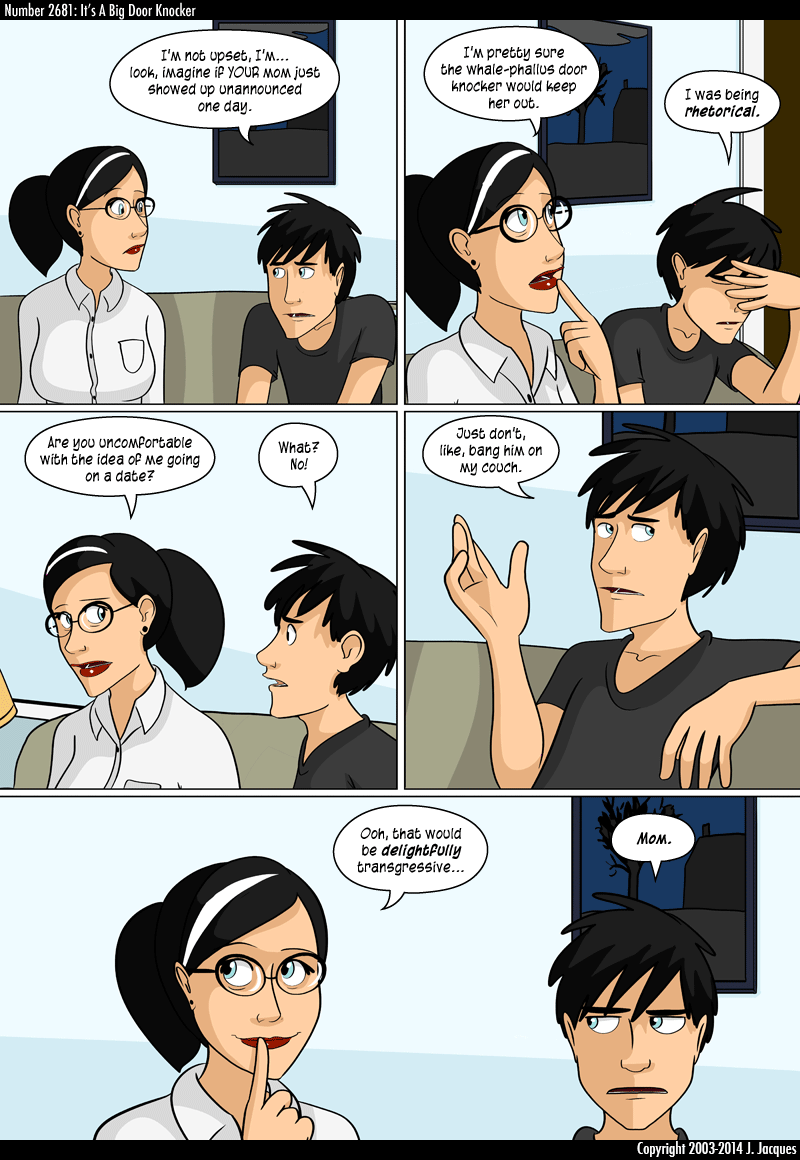 Number 2681: It's A Big Door Knocker
I'm not upset, I'm...
look, imagine if YOUR mom just
showed up unannounced
one day.
I'm pretty sure
the whale-phallus door
knocker would keep
her out.
I was being
rhetorical.
Are you uncomfortable
with the idea of me going
on a date?
What?
No!
Just don't,
like, bang him on
my couch.
Ooh, that would
be delightfully
transgressive...
Mom.
Copyright 2003-2014 J. Jacques